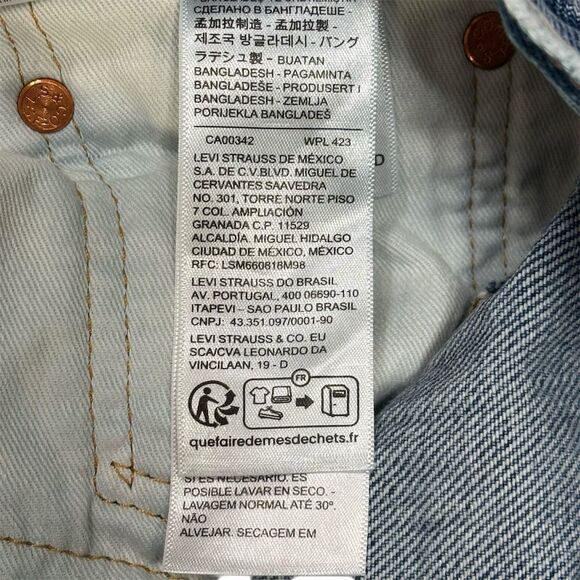 СДЕЛАНО В БАНГЛАДЕШЕ -
孟加拉制造 - 孟加拉製造 -
제조국 방글라데시 - バング
ラデシュ製 - BUATAN
BANGLADESH - PAGAMINTA
BANGLADEŠE - PRODUSERT I
BANGLADESH - ZEMLJA
PORIJEKLA BANGLADEŠ
CA00342 WPL 423
LEVI STRAUSS DE MÉXICO
S.A. DE C.V.BLVD. MIGUEL DE
CERVANTES SAAVEDRA
NO. 301, TORRE NORTE PISO
7 COL. AMPLIACIÓN
GRANADA C.P. 11529
ALCALDÍA. MIGUEL HIDALGO
CIUDAD DE MÉXICO, MÉXICO
RFC: LSM660818M98
LEVI STRAUSS DO BRASIL
AV. PORTUGAL, 400 06690-110
ITAPEVI – SAO PAULO BRASIL
CNPJ: 43.351.097/0001-90
LEVI STRAUSS & CO. EU
SCA/CVA LEONARDO DA
VINCILAAN, 19 - D
FR
quefairedemesdechets.fr
SI ES NECESARIO. ES
POSIBLE LAVAR EN SECO. -
LAVAGEM NORMAL ATÉ 30º.
NÃO
ALVEJAR. SECAGEM EM
D